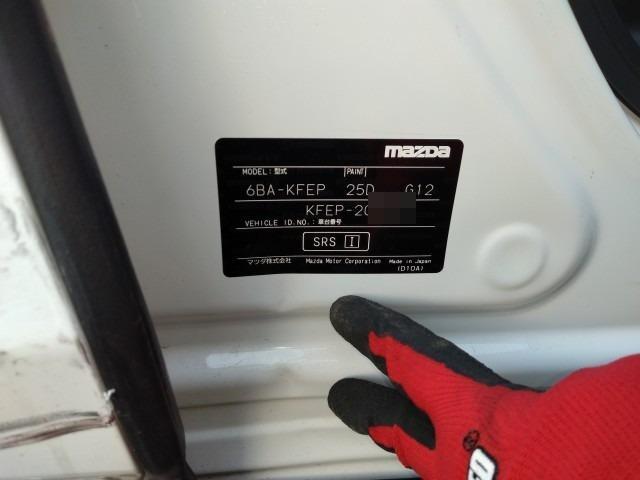 mazda
MODEL:型式 PAINT
6BA-KFEP 25D G12
KFEP-20
VEHICLE ID.NO.:車台番号
SRS I
マツダ株式会社 Mazda Motor Corporation Made in Japan
(D10A)